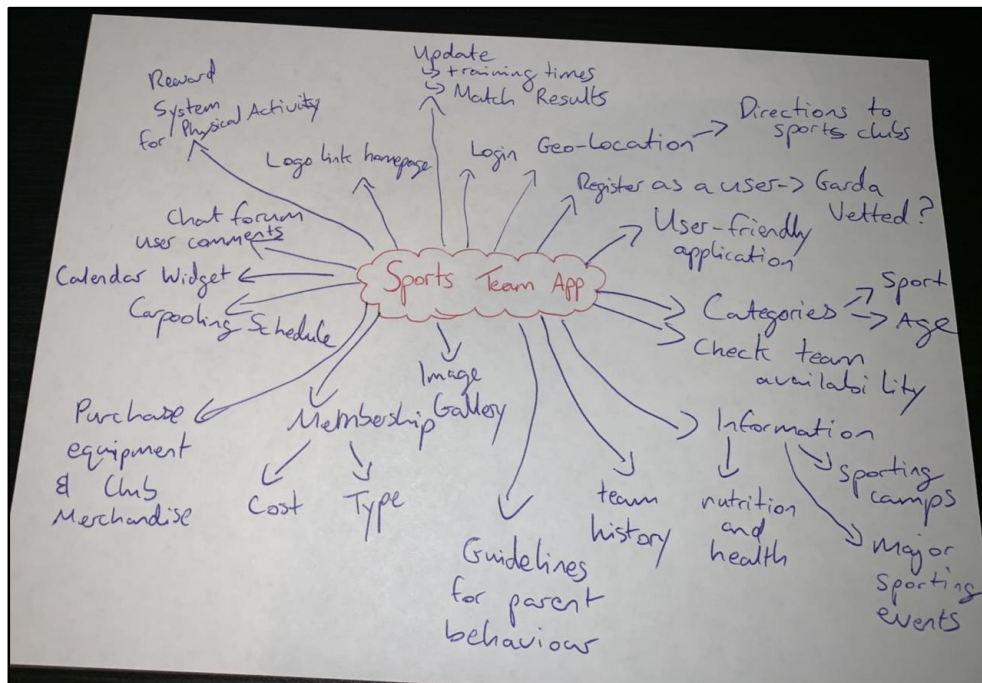 Reward
System
for Physical Activity
Update
↳ training times
↳ Match Results
Logo link homepage
Login
Geo-Location → Directions to
sports clubs
Register as a user → Garda
Vetted?
User-friendly
application
Chat forum
user comments
Calendar Widget
Carpooling Schedule
Sports Team App
Categories → Sport
→ Age
Check team
availability
Image
Gallery
Membership
Cost
Type
Purchase
equipment
& Club
Merchandise
Guidelines
for parent
behaviour
team
history
Information
nutrition
and
health
sporting
camps
major
sporting
events